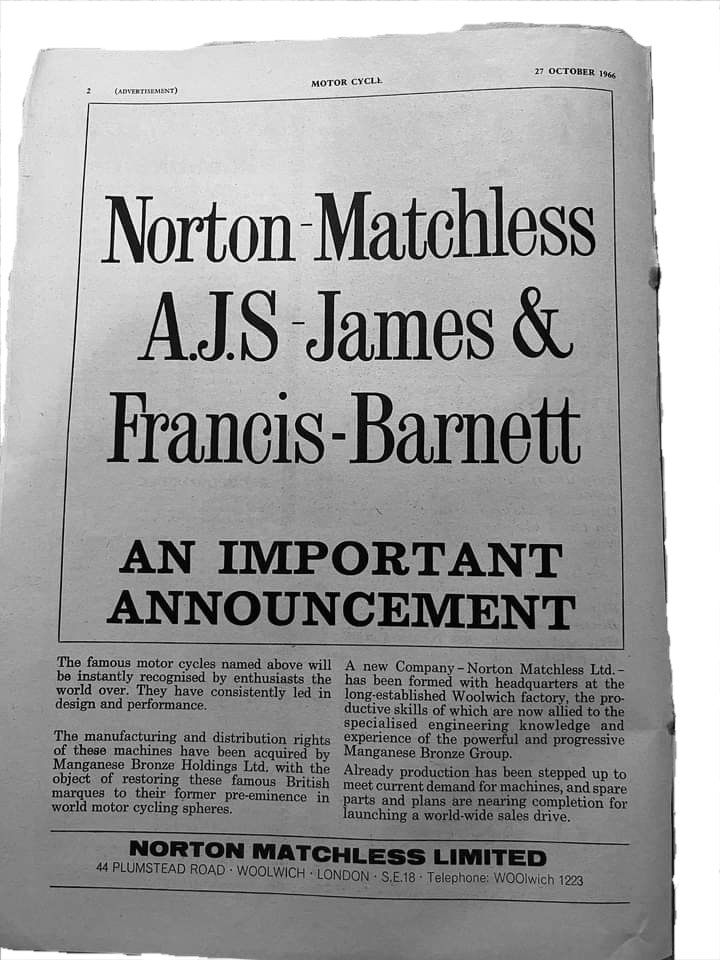 2 (ADVERTISEMENT) MOTOR CYCLE 27 OCTOBER 1966
Norton-Matchless
A.J.S-James &
Francis-Barnett
AN IMPORTANT
ANNOUNCEMENT
The famous motor cycles named above will
be instantly recognised by enthusiasts the
world over. They have consistently led in
design and performance.
The manufacturing and distribution rights
of these machines have been acquired by
Manganese Bronze Holdings Ltd. with the
object of restoring these famous British
marques to their former pre-eminence in
world motor cycling spheres.
A new Company – Norton Matchless Ltd. –
has been formed with headquarters at the
long-established Woolwich factory, the pro-
ductive skills of which are now allied to the
specialised engineering knowledge and
experience of the powerful and progressive
Manganese Bronze Group.
Already production has been stepped up to
meet current demand for machines, and spare
parts and plans are nearing completion for
launching a world-wide sales drive.
NORTON MATCHLESS LIMITED
44 PLUMSTEAD ROAD · WOOLWICH · LONDON · S.E.18 · Telephone: WOOlwich 1223